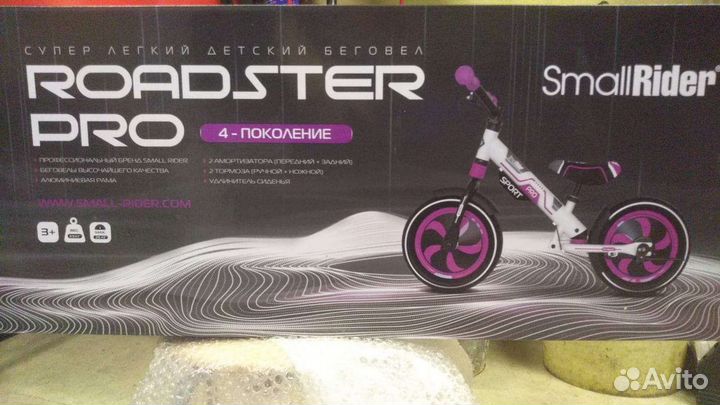 СУПЕР ЛЕГКИЙ ДЕТСКИЙ БЕГОВЕЛ
ROADSTER
PRO
4 - ПОКОЛЕНИЕ
SmallRider®
• ПРОФЕССИОНАЛЬНЫЙ БРЕНД SMALL RIDER
• БЕГОВЕЛЫ ВЫСОЧАЙШЕГО КАЧЕСТВА
• АЛЮМИНИЕВАЯ РАМА
• 2 АМОРТИЗАТОРА (ПЕРЕДНИЙ + ЗАДНИЙ)
• 2 ТОРМОЗА (РУЧНОЙ + НОЖНОЙ)
• УДЛИНИТЕЛЬ СИДЕНЬЯ
WWW.SMALL-RIDER.COM
3+
SPORT
PRO
Avito